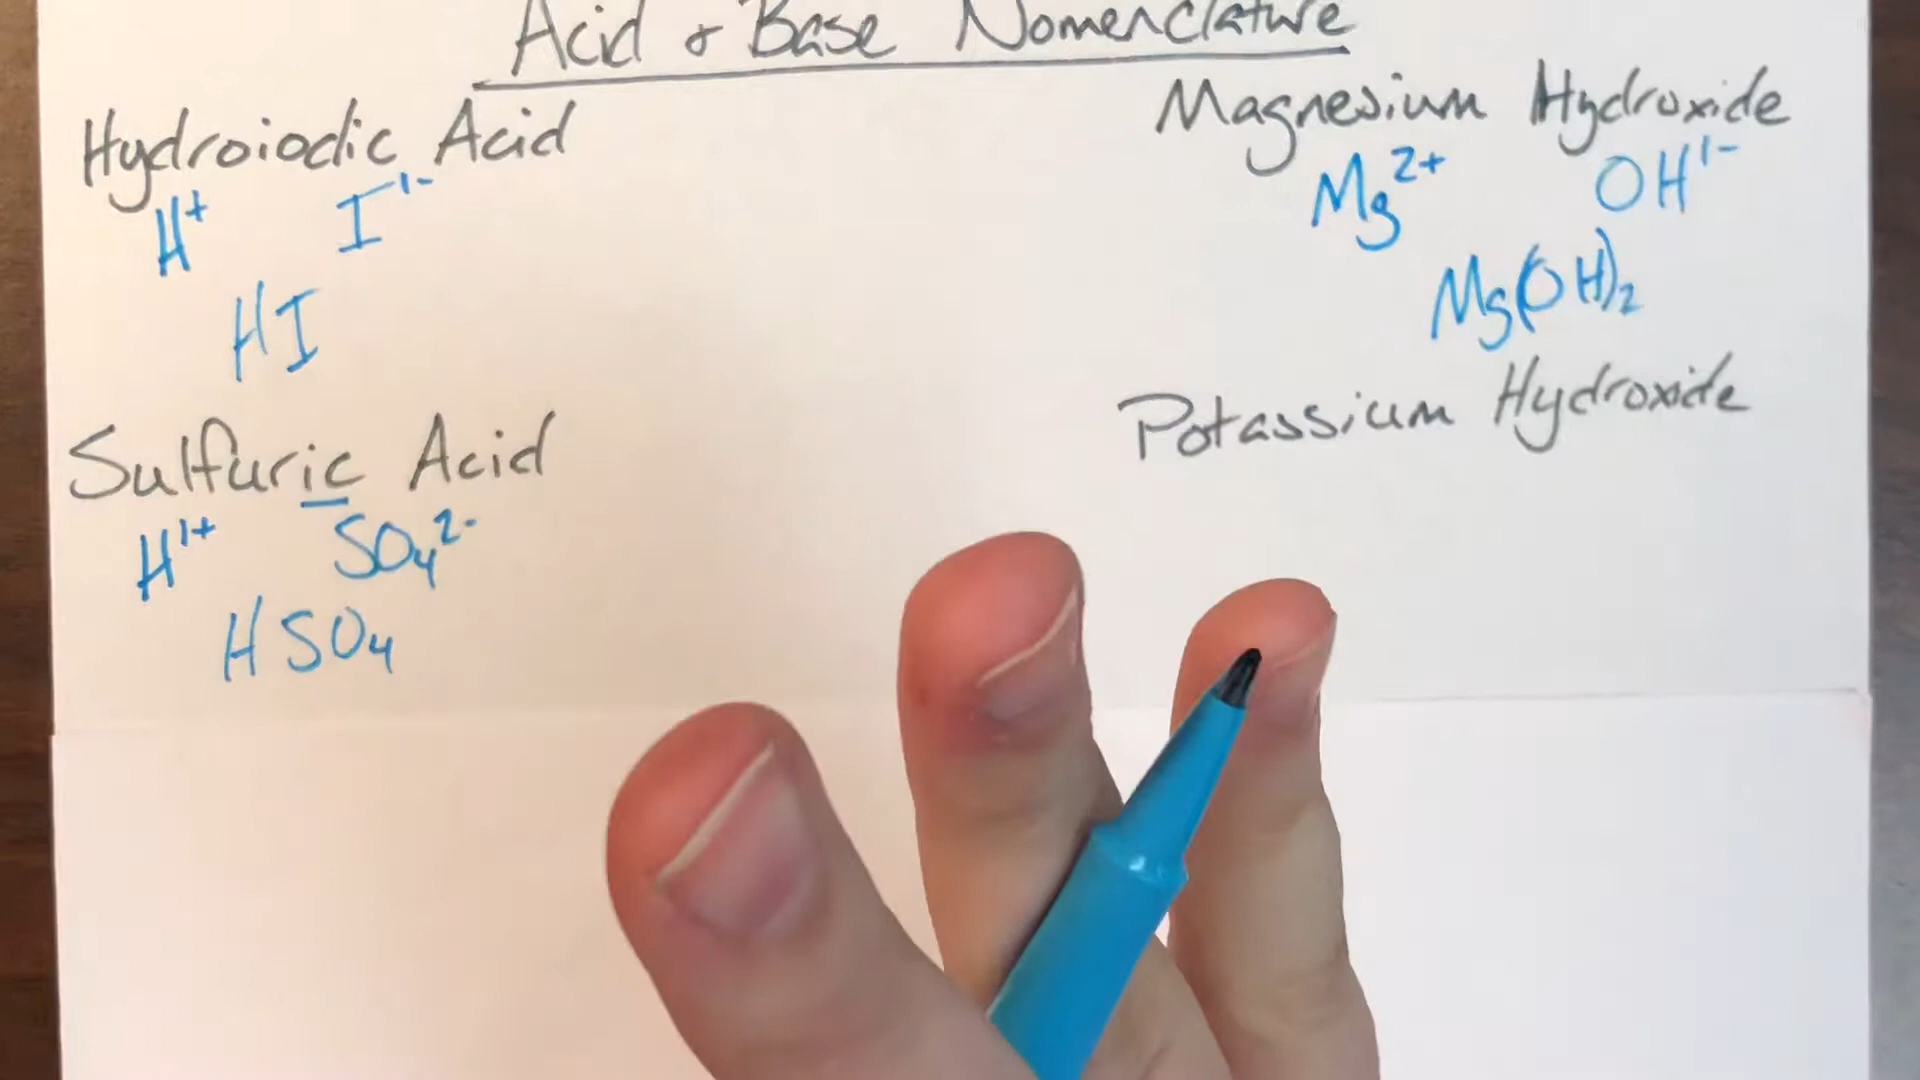 Acid & Base Nomenclature
Hydroiodic Acid
H⁺ I¹⁻
HI
Sulfuric Acid
H¹⁺ SO₄²⁻
HSO₄
Magnesium Hydroxide
Mg²⁺ OH¹⁻
Mg(OH)₂
Potassium Hydroxide